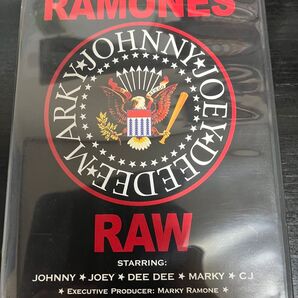 RAMONES
JOHNNY JOEY DEE DEE MARKY
RAW
STARRING:
JOHNNY ★ JOEY ★ DEE DEE ★ MARKY ★ CJ
★ EXECUTIVE PRODUCER: MARKY RAMONE ★